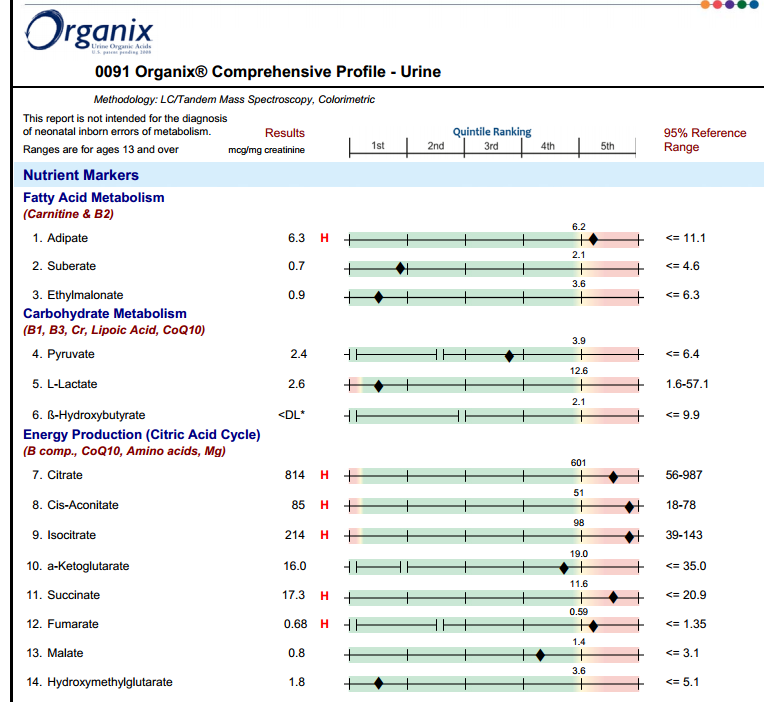 Organix
Urine Organic Acids
U.S. patent pending 2000
0091 Organix® Comprehensive Profile - Urine
Methodology: LC/Tandem Mass Spectroscopy, Colorimetric
This report is not intended for the diagnosis
of neonatal inborn errors of metabolism.
Ranges are for ages 13 and over
Results
mcg/mg creatinine
Quintile Ranking
1st 2nd 3rd 4th 5th
95% Reference
Range
Nutrient Markers
Fatty Acid Metabolism
(Carnitine & B2)
6.2
1. Adipate 6.3 H <= 11.1
2.1
2. Suberate 0.7 <= 4.6
3.6
3. Ethylmalonate 0.9 <= 6.3
Carbohydrate Metabolism
(B1, B3, Cr, Lipoic Acid, CoQ10)
3.9
4. Pyruvate 2.4 <= 6.4
12.6
5. L-Lactate 2.6 1.6-57.1
2.1
6. ß-Hydroxybutyrate <DL* <= 9.9
Energy Production (Citric Acid Cycle)
(B comp., CoQ10, Amino acids, Mg)
601
7. Citrate 814 H 56-987
51
8. Cis-Aconitate 85 H 18-78
98
9. Isocitrate 214 H 39-143
19.0
10. a-Ketoglutarate 16.0 <= 35.0
11.6
11. Succinate 17.3 H <= 20.9
0.59
12. Fumarate 0.68 H <= 1.35
1.4
13. Malate 0.8 <= 3.1
3.6
14. Hydroxymethylglutarate 1.8 <= 5.1